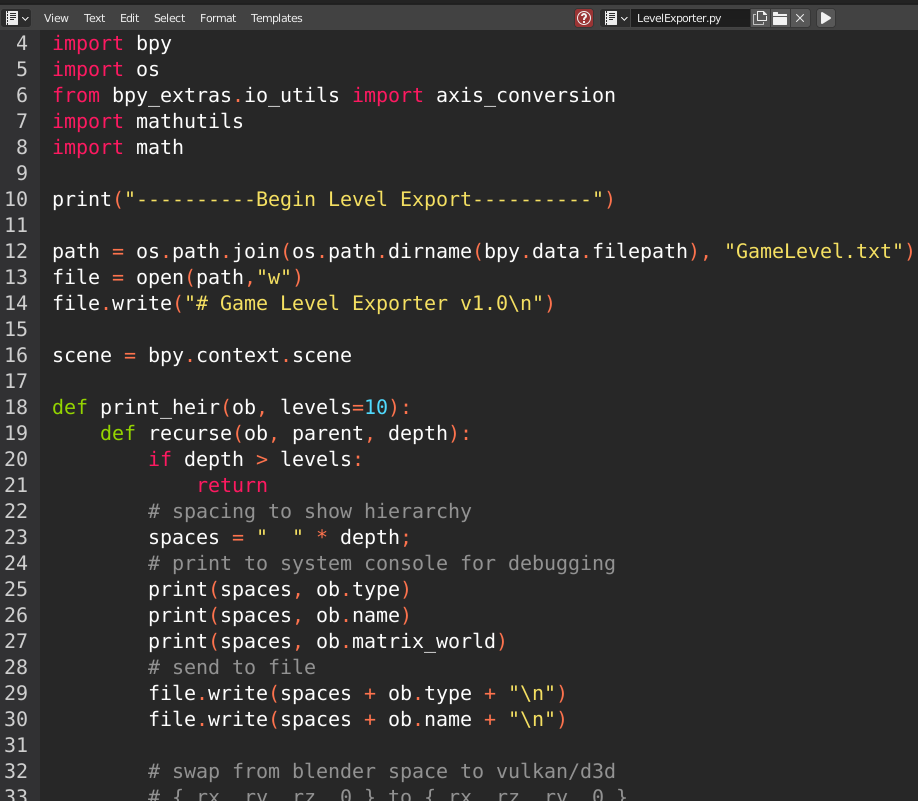 View Text Edit Select Format Templates LevelExporter.py
4 import bpy
5 import os
6 from bpy_extras.io_utils import axis_conversion
7 import mathutils
8 import math
9
10 print("----------Begin Level Export----------")
11
12 path = os.path.join(os.path.dirname(bpy.data.filepath), "GameLevel.txt")
13 file = open(path,"w")
14 file.write("# Game Level Exporter v1.0\n")
15
16 scene = bpy.context.scene
17
18 def print_heir(ob, levels=10):
19     def recurse(ob, parent, depth):
20         if depth > levels:
21             return
22         # spacing to show hierarchy
23         spaces = "  " * depth;
24         # print to system console for debugging
25         print(spaces, ob.type)
26         print(spaces, ob.name)
27         print(spaces, ob.matrix_world)
28         # send to file
29         file.write(spaces + ob.type + "\n")
30         file.write(spaces + ob.name + "\n")
31
32         # swap from blender space to vulkan/d3d
33         # { rx, ry, rz, 0 } to { rx, rz, ry, 0 }